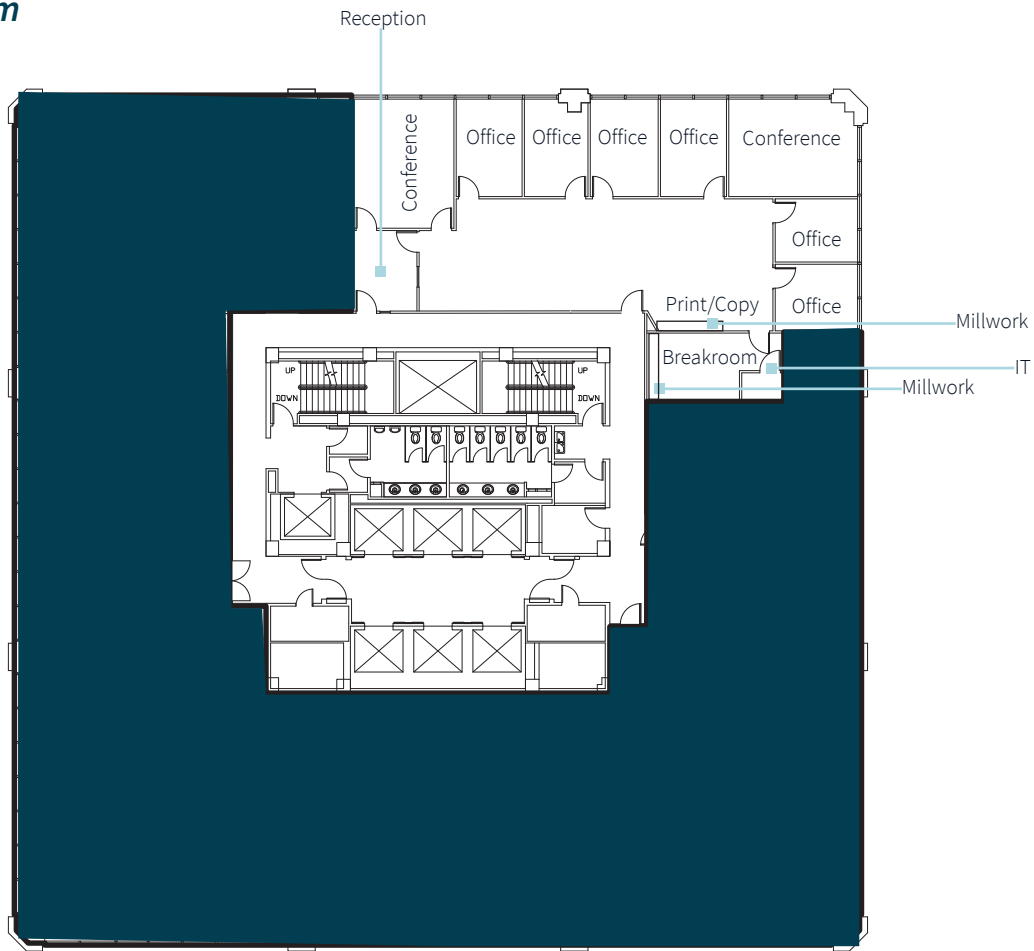 m
Reception
Conference
Office
Office
Office
Office
Conference
Office
Office
Print/Copy
Millwork
Breakroom
IT
Millwork
UP
UP
DOWN
DOWN